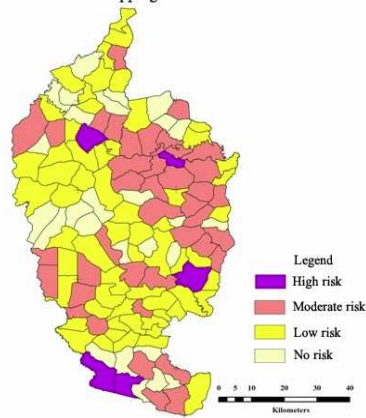 Legend
High risk
Moderate risk
Low risk
No risk
0 5 10 20 30 40
Kilometers